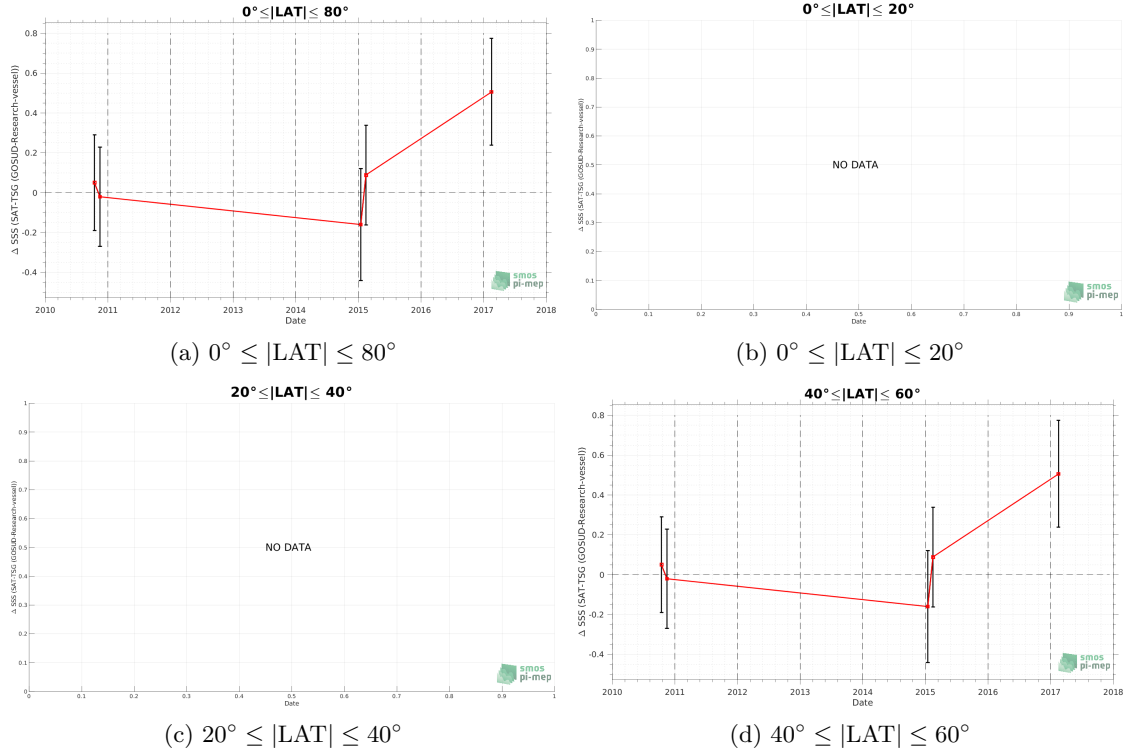 0°≤|LAT|≤ 80°
Δ SSS (SAT-TSG (GOSUD-Research-vessel))
0.8
0.6
0.4
0.2
0
-0.2
-0.4
2010 2011 2012 2013 2014 2015 2016 2017 2018
Date
smos
pi-mep
(a) 0° ≤ |LAT| ≤ 80°
0°≤|LAT|≤ 20°
Δ SSS (SAT-TSG (GOSUD-Research-vessel))
1
0.9
0.8
0.7
0.6
0.5
0.4
0.3
0.2
0.1
0
NO DATA
0 0.1 0.2 0.3 0.4 0.5 0.6 0.7 0.8 0.9 1
Date
smos
pi-mep
(b) 0° ≤ |LAT| ≤ 20°
20°≤|LAT|≤ 40°
Δ SSS (SAT-TSG (GOSUD-Research-vessel))
1
0.9
0.8
0.7
0.6
0.5
0.4
0.3
0.2
0.1
0
NO DATA
0 0.1 0.2 0.3 0.4 0.5 0.6 0.7 0.8 0.9 1
Date
smos
pi-mep
(c) 20° ≤ |LAT| ≤ 40°
40°≤|LAT|≤ 60°
Δ SSS (SAT-TSG (GOSUD-Research-vessel))
0.8
0.6
0.4
0.2
0
-0.2
-0.4
2010 2011 2012 2013 2014 2015 2016 2017 2018
Date
smos
pi-mep
(d) 40° ≤ |LAT| ≤ 60°